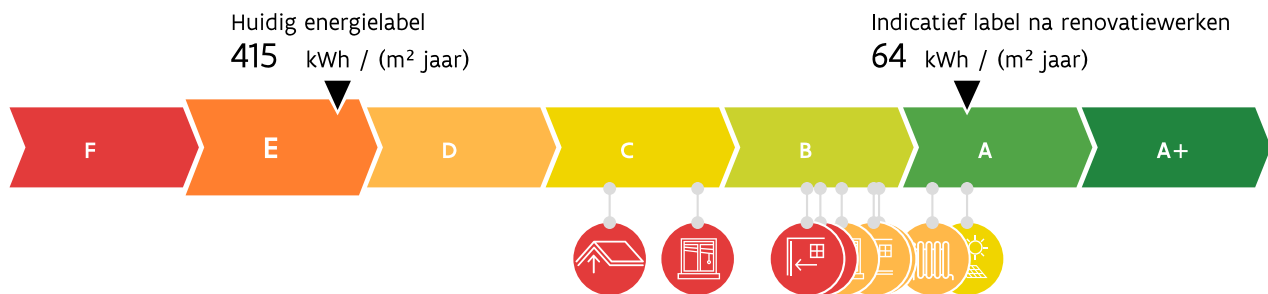 Huidig energielabel
415 kWh / (m² jaar)
Indicatief label na renovatiewerken
64 kWh / (m² jaar)
F E D C B A A+